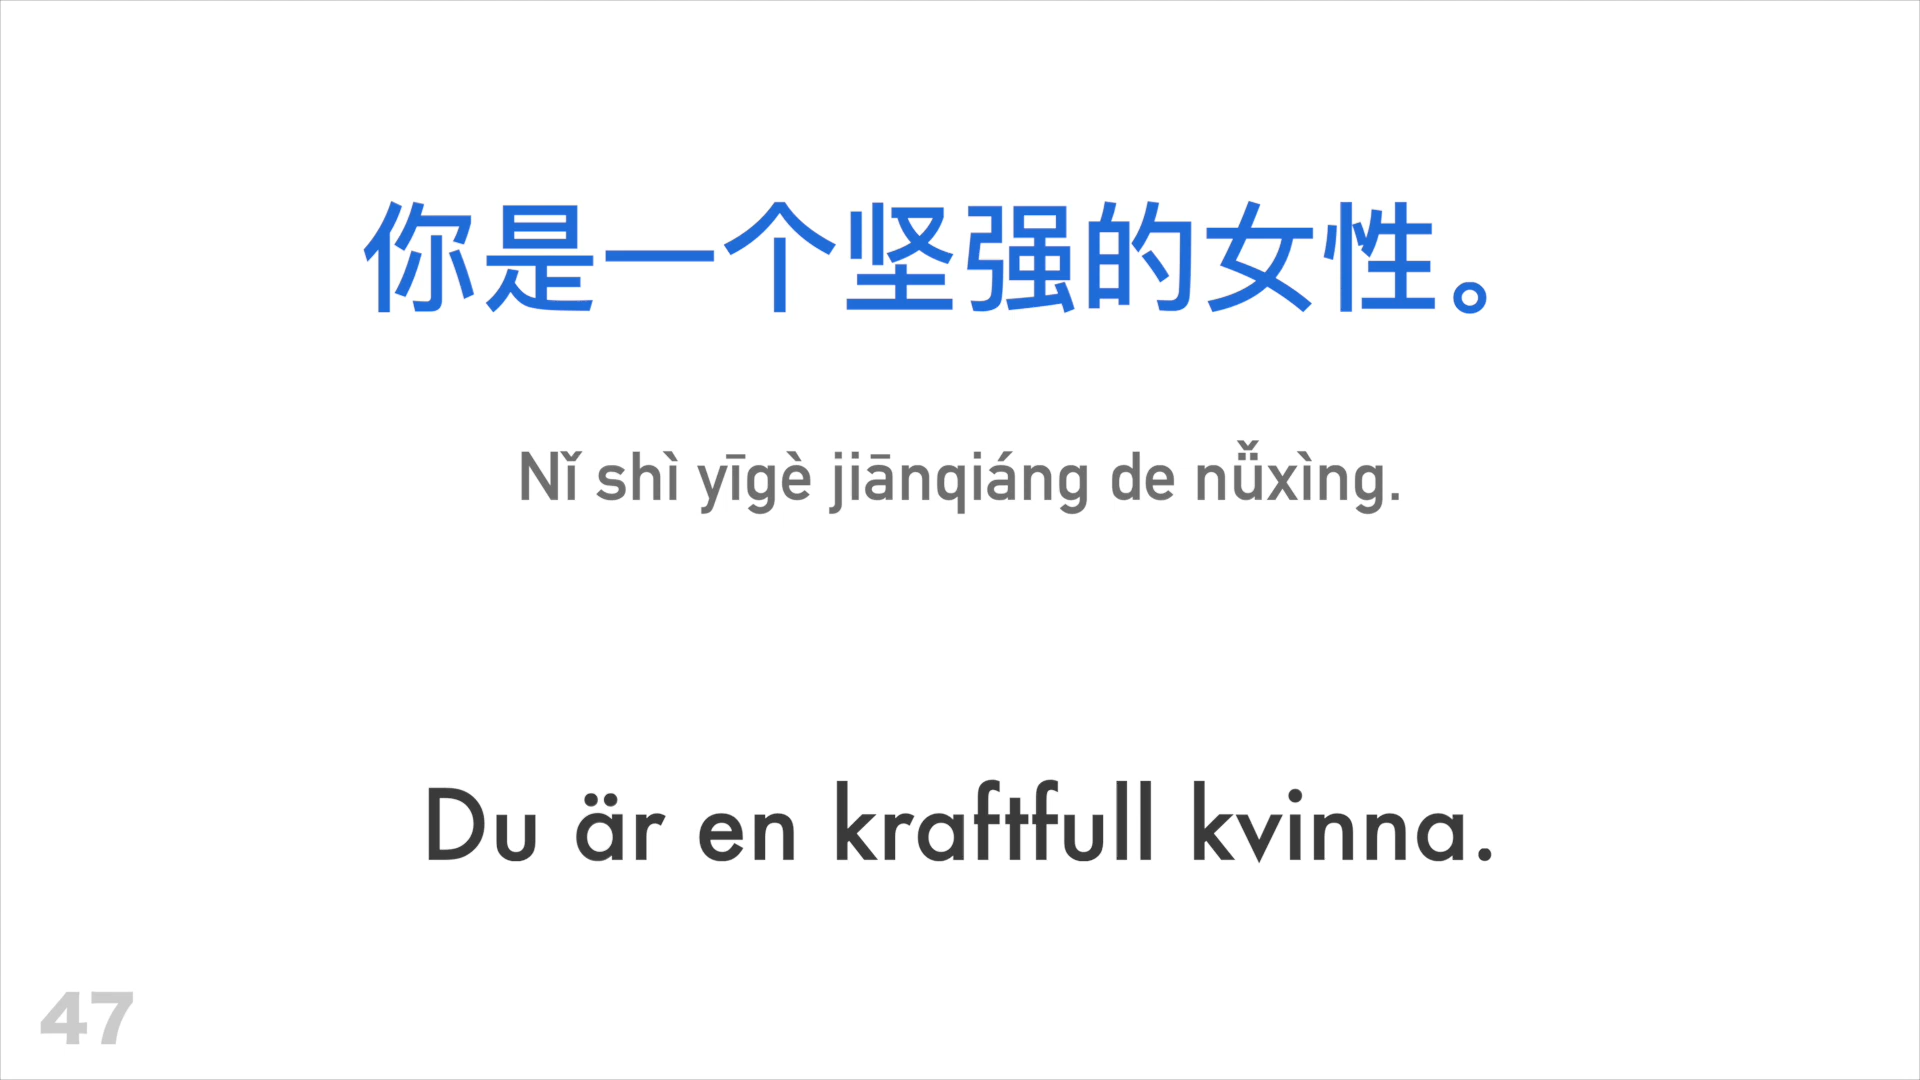 你是一个坚强的女性。
Nǐ shì yīgè jiānqiáng de nǚxìng.
Du är en kraftfull kvinna.
47